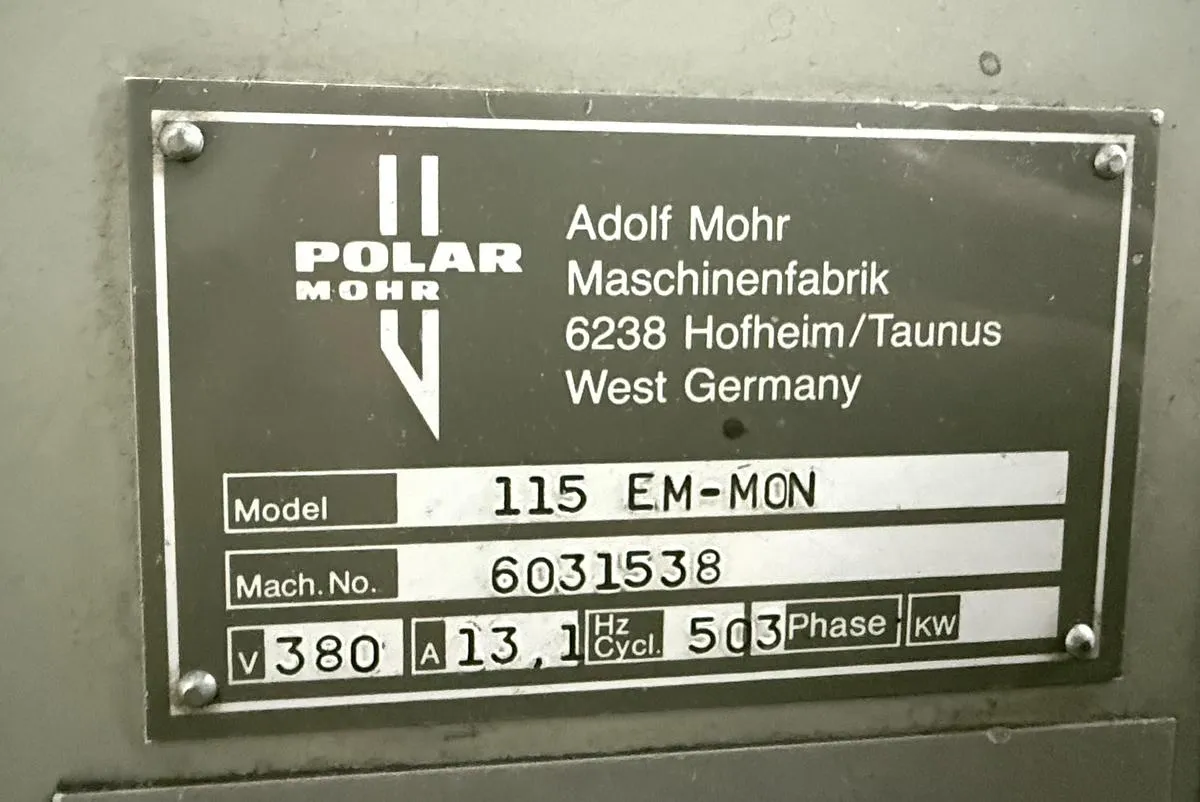 POLAR
MOHR
Adolf Mohr
Maschinenfabrik
6238 Hofheim/Taunus
West Germany
Model 115 EM-MON
Mach.No. 6031538
V 380 A 13,1 Hz Cycl. 50 3 Phase KW